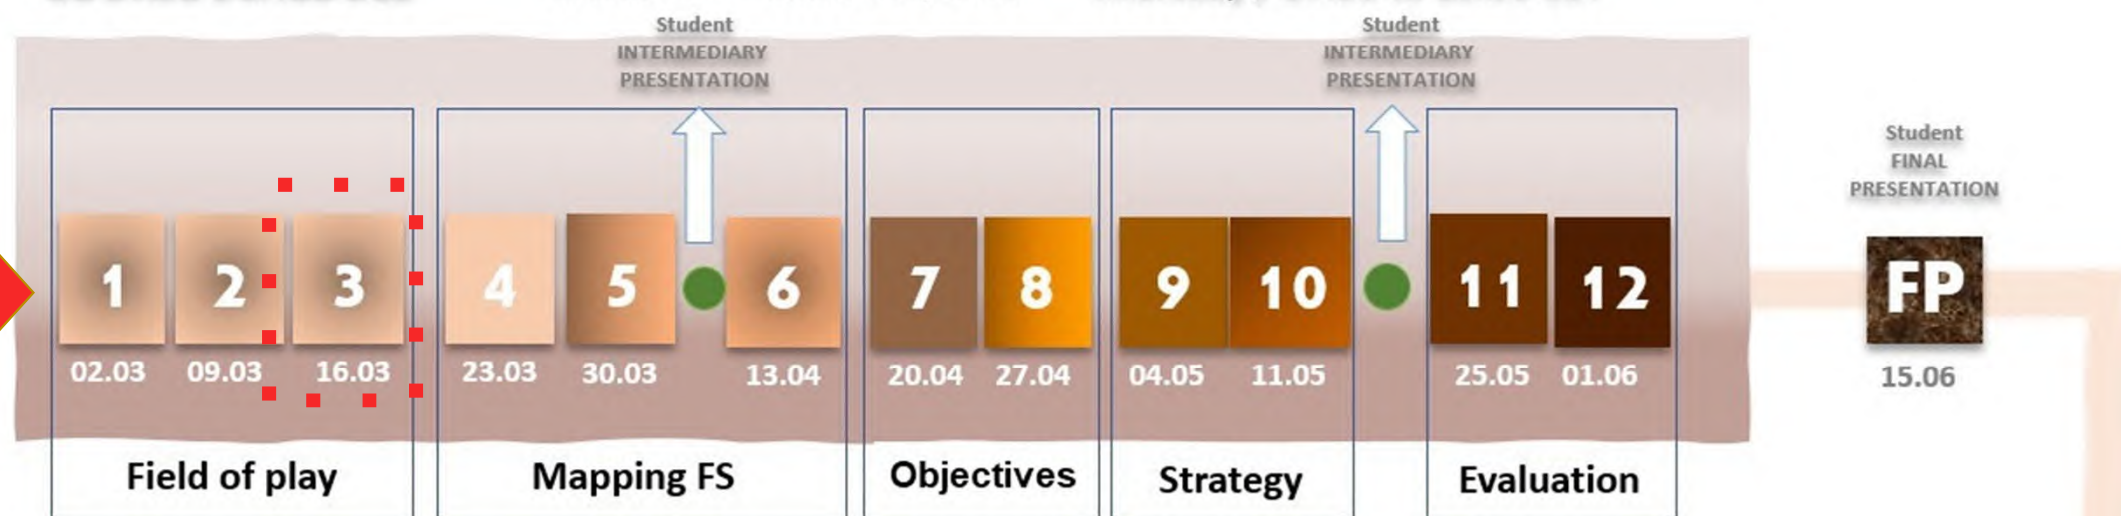 Student
INTERMEDIARY
PRESENTATION
Student
INTERMEDIARY
PRESENTATION
Student
FINAL
PRESENTATION
1 2 3 4 5 6 7 8 9 10 11 12 FP
02.03 09.03 16.03 23.03 30.03 13.04 20.04 27.04 04.05 11.05 25.05 01.06 15.06
Field of play Mapping FS Objectives Strategy Evaluation